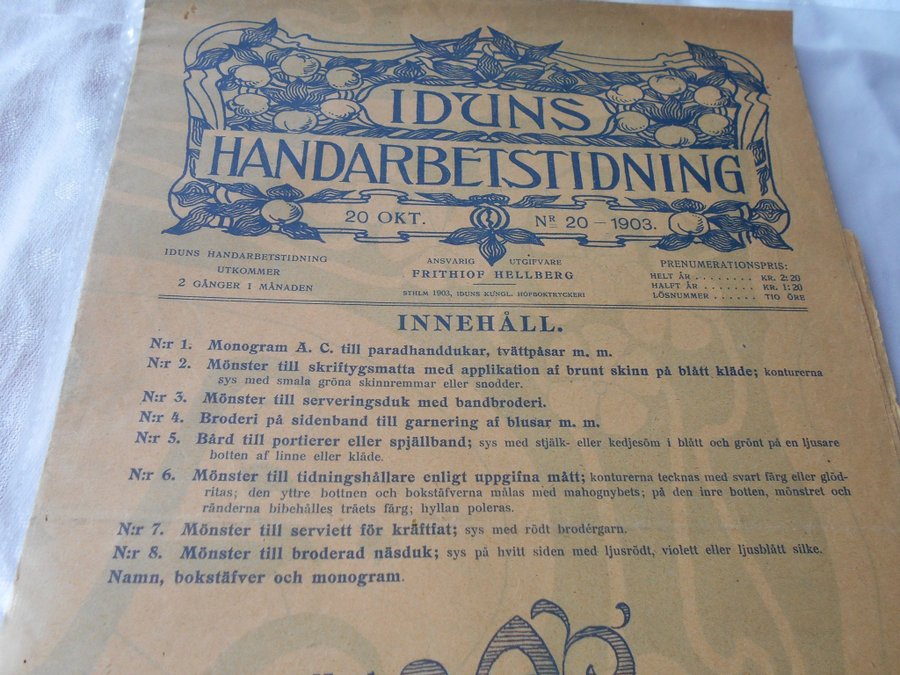 IDUNS
HANDARBETSTIDNING
20 OKT. NR 20 – 1903.
IDUNS HANDARBETSTIDNING
UTKOMMER
2 GÅNGER I MÅNADEN
ANSVARIG UTGIFVARE
FRITHIOF HELLBERG
STHLM 1903, IDUNS KUNGL. HOFBOKTRYCKERI
PRENUMERATIONSPRIS:
HELT ÅR . . . . . . . . KR. 2: 20
HALFT ÅR . . . . . . . KR. 1: 20
LÖSNUMMER . . . . . . TIO ÖRE
INNEHÅLL.
N:r 1. Monogram A. C. till paradhanddukar, tvättpåsar m. m.
N:r 2. Mönster till skriftygsmatta med applikation af brunt skinn på blått kläde; konturerna
sys med smala gröna skinnremmar eller snodder.
N:r 3. Mönster till serveringsduk med bandbroderi.
N:r 4. Broderi på sidenband till garnering af blusar m. m.
N:r 5. Bård till portierer eller spjällband; sys med stjälk- eller kedjesöm i blått och grönt på en ljusare
botten af linne eller kläde.
N:r 6. Mönster till tidningshållare enligt uppgifna mått; konturerna tecknas med svart färg eller glöd-
ritas; den yttre bottnen och bokstäfverna målas med mahognybets; på den inre botten, mönstret och
ränderna bibehålles träets färg; hyllan poleras.
N:r 7. Mönster till serviett för kräftfat; sys med rödt brodérgarn.
N:r 8. Mönster till broderad näsduk; sys på hvitt siden med ljusrödt, violett eller ljusblått silke.
Namn, bokstäfver och monogram.